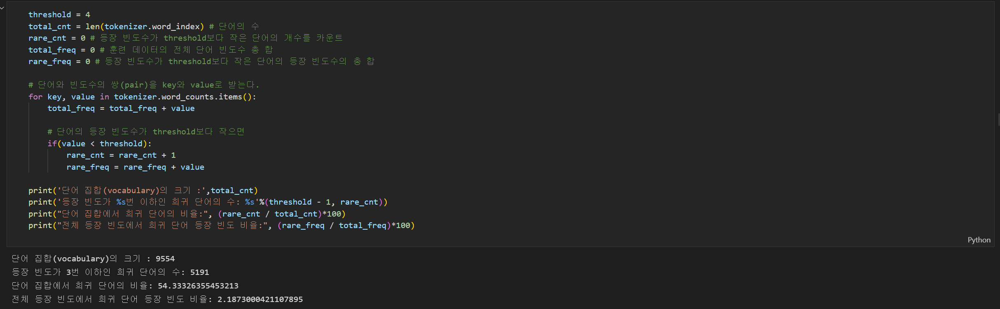 threshold = 4
total_cnt = len(tokenizer.word_index) # 단어의 수
rare_cnt = 0 # 등장 빈도수가 threshold보다 작은 단어의 개수를 카운트
total_freq = 0 # 훈련 데이터의 전체 단어 빈도수 총 합
rare_freq = 0 # 등장 빈도수가 threshold보다 작은 단어의 등장 빈도수의 총 합
# 단어와 빈도수의 쌍(pair)을 key와 value로 받는다.
for key, value in tokenizer.word_counts.items():
    total_freq = total_freq + value
    # 단어의 등장 빈도수가 threshold보다 작으면
    if(value < threshold):
        rare_cnt = rare_cnt + 1
        rare_freq = rare_freq + value
print('단어 집합(vocabulary)의 크기 :',total_cnt)
print('등장 빈도가 %s번 이하인 희귀 단어의 수: %s'%(threshold - 1, rare_cnt))
print("단어 집합에서 희귀 단어의 비율:", (rare_cnt / total_cnt)*100)
print("전체 등장 빈도에서 희귀 단어 등장 빈도 비율:", (rare_freq / total_freq)*100)
Python
단어 집합(vocabulary)의 크기 : 9554
등장 빈도가 3번 이하인 희귀 단어의 수: 5191
단어 집합에서 희귀 단어의 비율: 54.33326355453213
전체 등장 빈도에서 희귀 단어 등장 빈도 비율: 2.1873000421107895